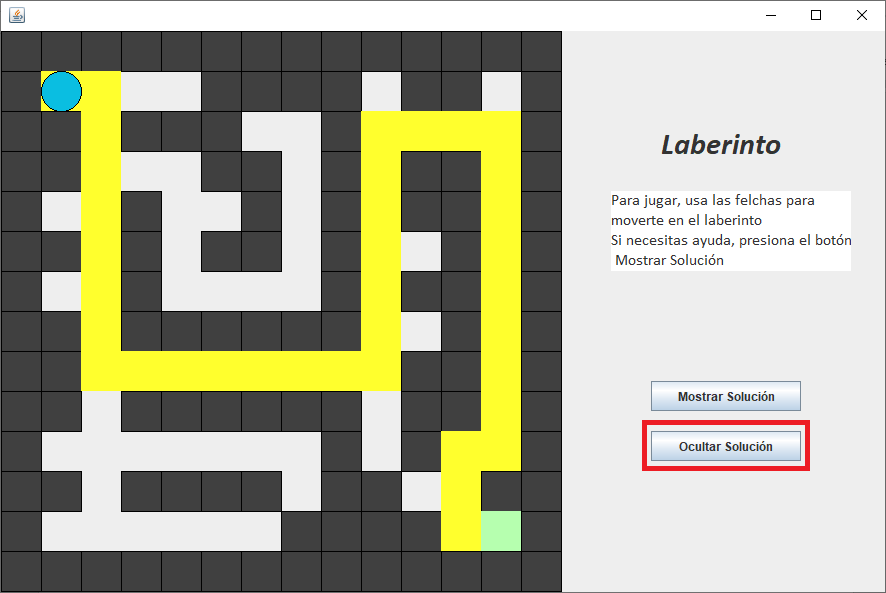 Laberinto
Para jugar, usa las felchas para
moverte en el laberinto
Si necesitas ayuda, presiona el botón
Mostrar Solución
Mostrar Solución
Ocultar Solución